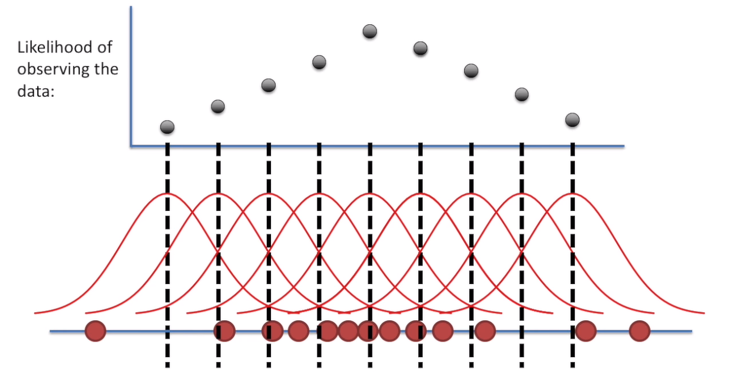 Likelihood of
observing the
data: